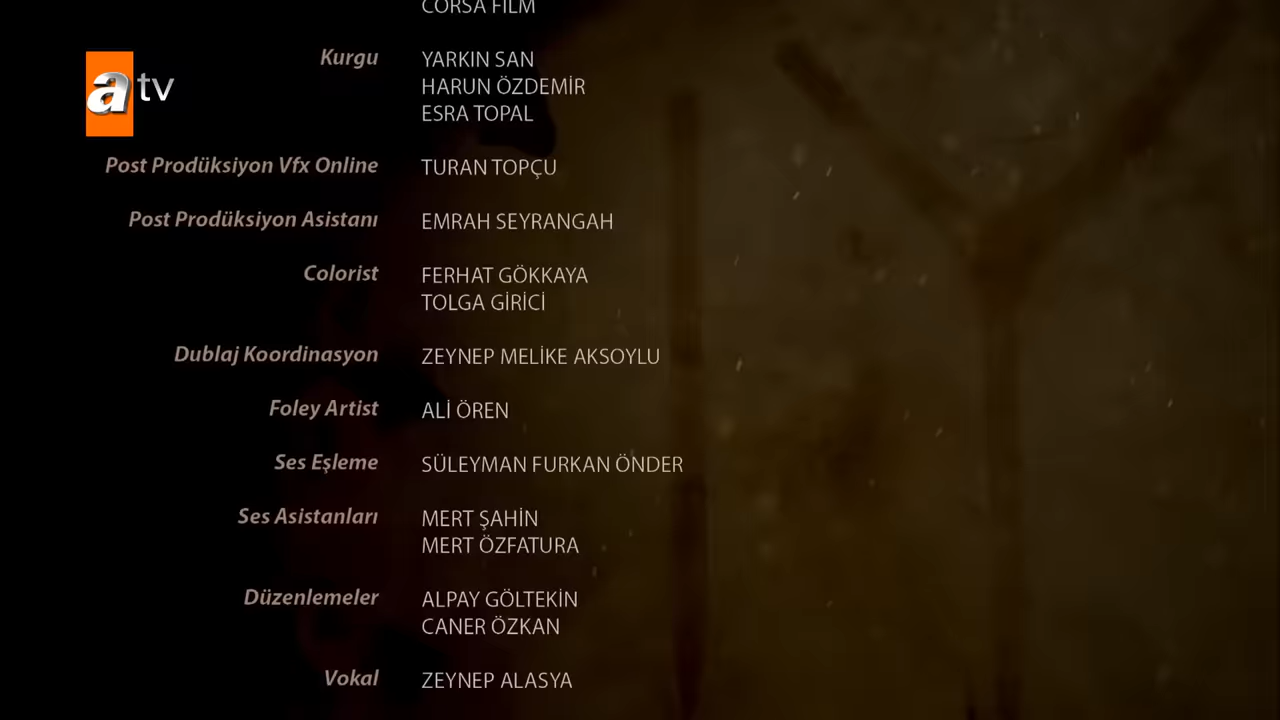 CORSA FILM
atv
Kurgu YARKIN SAN
HARUN ÖZDEMİR
ESRA TOPAL
Post Prodüksiyon Vfx Online TURAN TOPÇU
Post Prodüksiyon Asistanı EMRAH SEYRANGAH
Colorist FERHAT GÖKKAYA
TOLGA GİRİCİ
Dublaj Koordinasyon ZEYNEP MELİKE AKSOYLU
Foley Artist ALİ ÖREN
Ses Eşleme SÜLEYMAN FURKAN ÖNDER
Ses Asistanları MERT ŞAHİN
MERT ÖZFATURA
Düzenlemeler ALPAY GÖLTEKİN
CANER ÖZKAN
Vokal ZEYNEP ALASYA